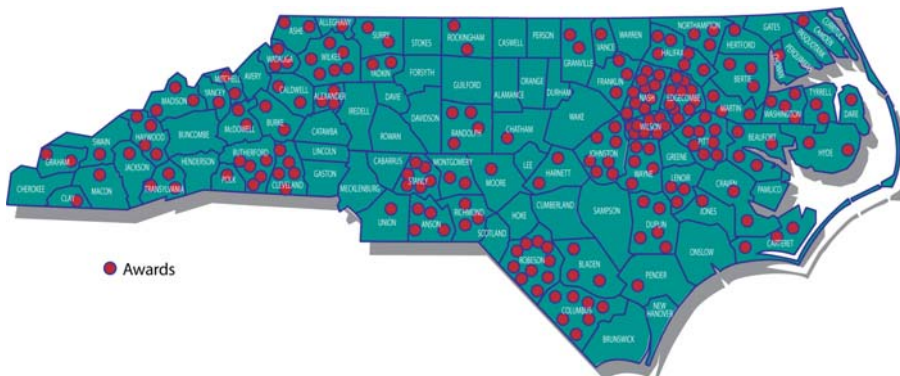 ASHE
ALLEGHANY
SURRY
STOKES
ROCKINGHAM
CASWELL
PERSON
GRANVILLE
VANCE
WARREN
NORTHAMPTON
GATES
CURRITUCK
CAMDEN
PASQUOTANK
PERQUIMANS
CHOWAN
HERTFORD
HALIFAX
BERTIE
WATAUGA
WILKES
YADKIN
FORSYTH
GUILFORD
ALAMANCE
ORANGE
DURHAM
FRANKLIN
NASH
EDGECOMBE
MARTIN
WASHINGTON
TYRRELL
DARE
MITCHELL
AVERY
CALDWELL
ALEXANDER
IREDELL
DAVIE
DAVIDSON
RANDOLPH
CHATHAM
WAKE
WILSON
PITT
BEAUFORT
HYDE
MADISON
YANCEY
McDOWELL
BURKE
CATAWBA
ROWAN
JOHNSTON
GREENE
SWAIN
HAYWOOD
BUNCOMBE
RUTHERFORD
LINCOLN
CABARRUS
MONTGOMERY
LEE
HARNETT
WAYNE
LENOIR
CRAVEN
PAMLICO
GRAHAM
JACKSON
HENDERSON
POLK
CLEVELAND
GASTON
MECKLENBURG
STANLY
MOORE
CUMBERLAND
SAMPSON
DUPLIN
JONES
CARTERET
CHEROKEE
CLAY
MACON
TRANSYLVANIA
UNION
ANSON
RICHMOND
SCOTLAND
HOKE
ROBESON
BLADEN
PENDER
ONSLOW
COLUMBUS
NEW
HANOVER
BRUNSWICK
Awards